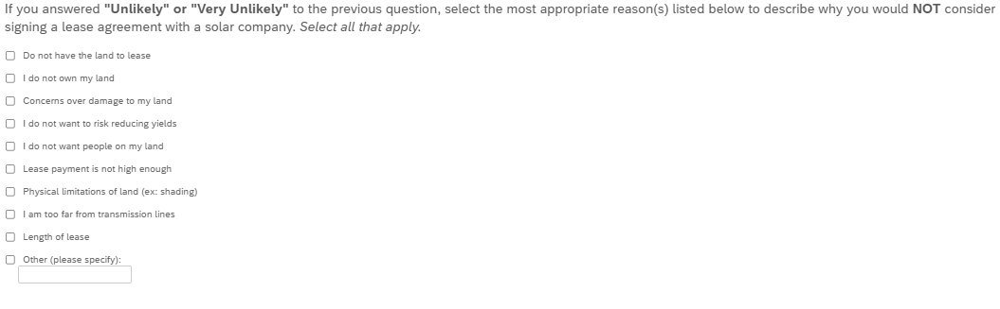 If you answered "Unlikely" or "Very Unlikely" to the previous question, select the most appropriate reason(s) listed below to describe why you would NOT consider
signing a lease agreement with a solar company. Select all that apply.
Do not have the land to lease
I do not own my land
Concerns over damage to my land
I do not want to risk reducing yields
I do not want people on my land
Lease payment is not high enough
Physical limitations of land (ex: shading)
I am too far from transmission lines
Length of lease
Other (please specify):